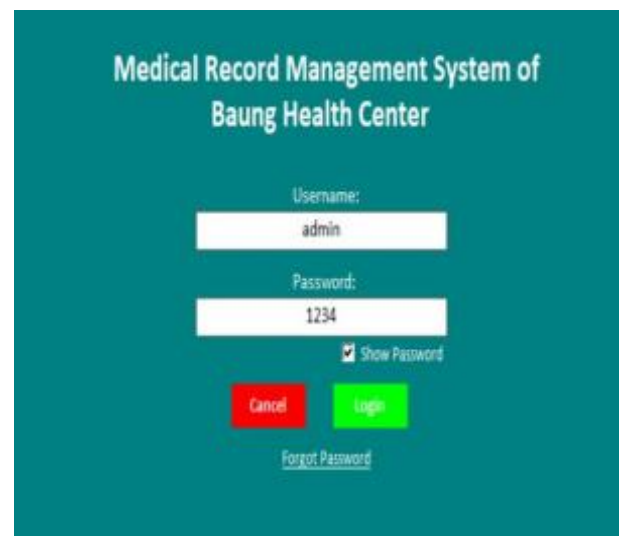 Medical Record Management System of
Baung Health Center
Username:
admin
Password:
1234
Show Password
Cancel Login
Forgot Password